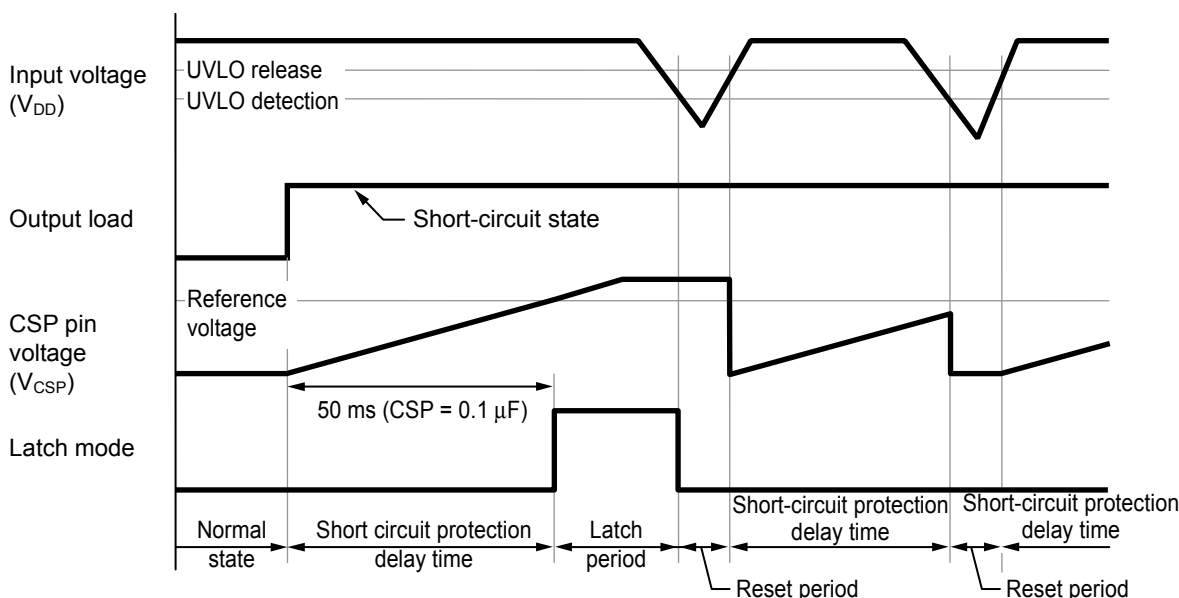 Input voltage
(VDD)
UVLO release
UVLO detection
Output load
Short-circuit state
Reference
voltage
CSP pin
voltage
(VCSP)
50 ms (CSP = 0.1 μF)
Latch mode
Normal
state
Short circuit protection
delay time
Latch
period
Short-circuit protection
delay time
Short-circuit protection
delay time
Reset period
Reset period